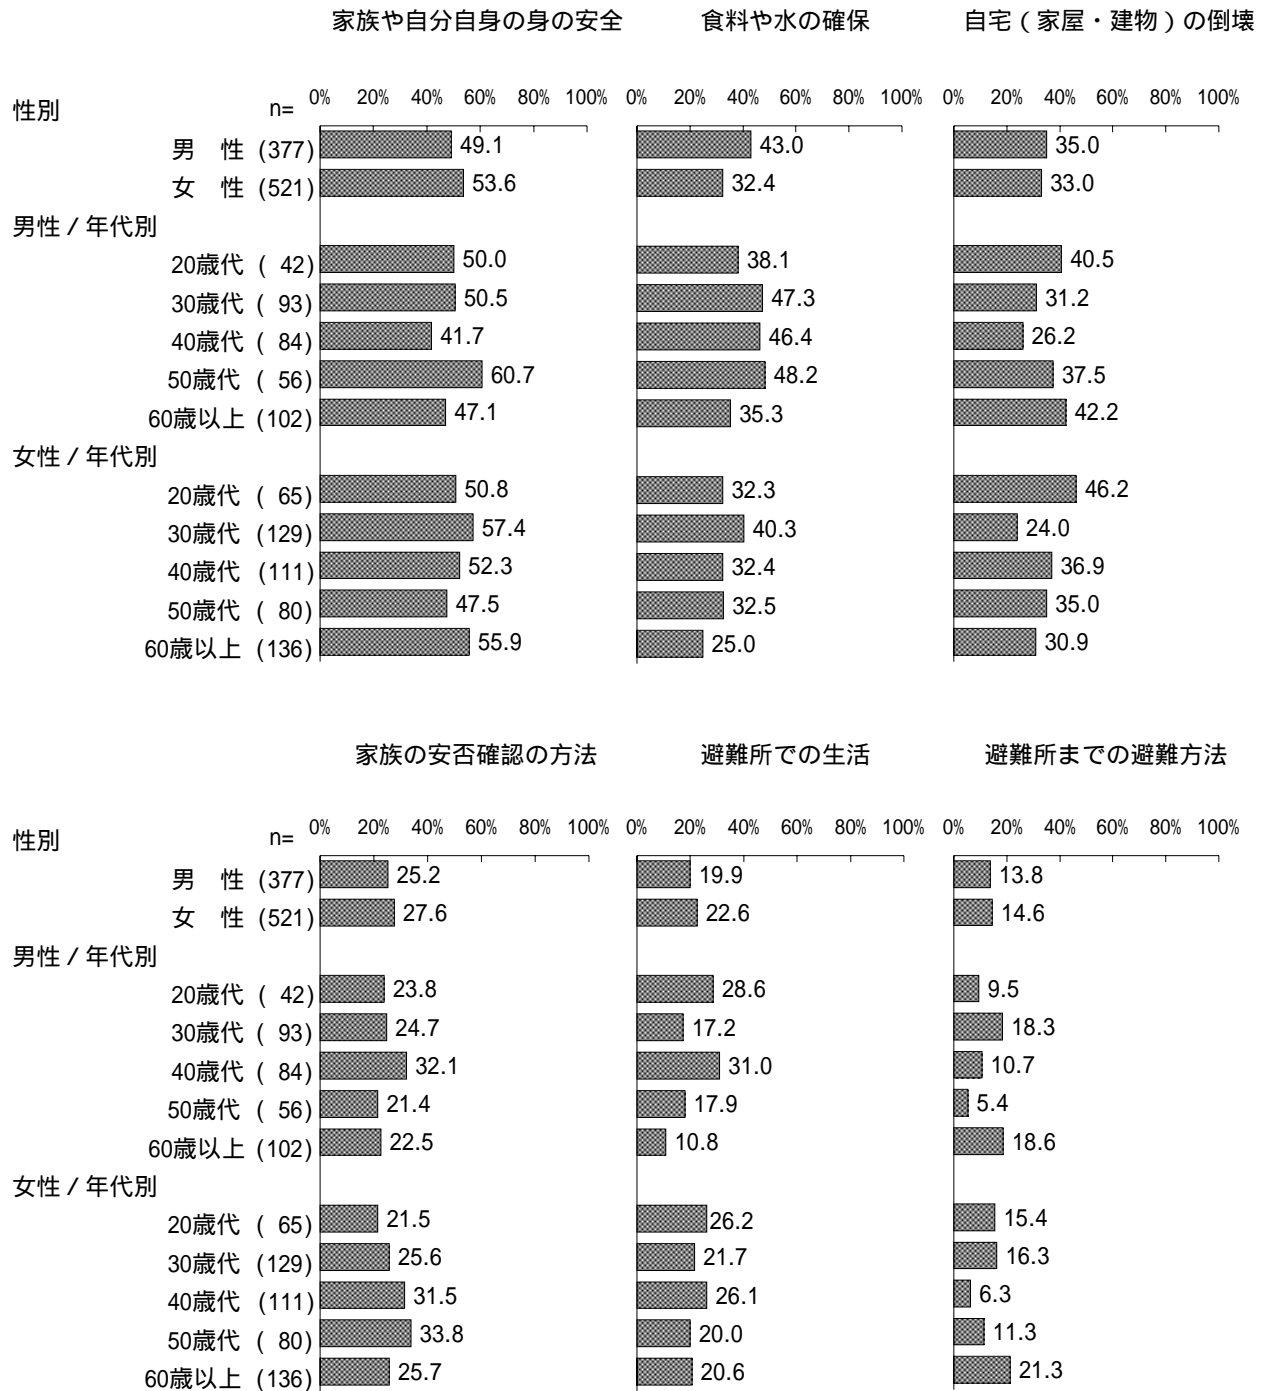 家族や自分自身の身の安全 食料や水の確保 自宅（家屋・建物）の倒壊
性別 n= 0% 20% 40% 60% 80% 100% 0% 20% 40% 60% 80% 100% 0% 20% 40% 60% 80% 100%
男 性 (377) 49.1 43.0 35.0
女 性 (521) 53.6 32.4 33.0
男性/年代別
20歳代 ( 42) 50.0 38.1 40.5
30歳代 ( 93) 50.5 47.3 31.2
40歳代 ( 84) 41.7 46.4 26.2
50歳代 ( 56) 60.7 48.2 37.5
60歳以上 (102) 47.1 35.3 42.2
女性/年代別
20歳代 ( 65) 50.8 32.3 46.2
30歳代 (129) 57.4 40.3 24.0
40歳代 (111) 52.3 32.4 36.9
50歳代 ( 80) 47.5 32.5 35.0
60歳以上 (136) 55.9 25.0 30.9
家族の安否確認の方法 避難所での生活 避難所までの避難方法
性別 n= 0% 20% 40% 60% 80% 100% 0% 20% 40% 60% 80% 100% 0% 20% 40% 60% 80% 100%
男 性 (377) 25.2 19.9 13.8
女 性 (521) 27.6 22.6 14.6
男性/年代別
20歳代 ( 42) 23.8 28.6 9.5
30歳代 ( 93) 24.7 17.2 18.3
40歳代 ( 84) 32.1 31.0 10.7
50歳代 ( 56) 21.4 17.9 5.4
60歳以上 (102) 22.5 10.8 18.6
女性/年代別
20歳代 ( 65) 21.5 26.2 15.4
30歳代 (129) 25.6 21.7 16.3
40歳代 (111) 31.5 26.1 6.3
50歳代 ( 80) 33.8 20.0 11.3
60歳以上 (136) 25.7 20.6 21.3